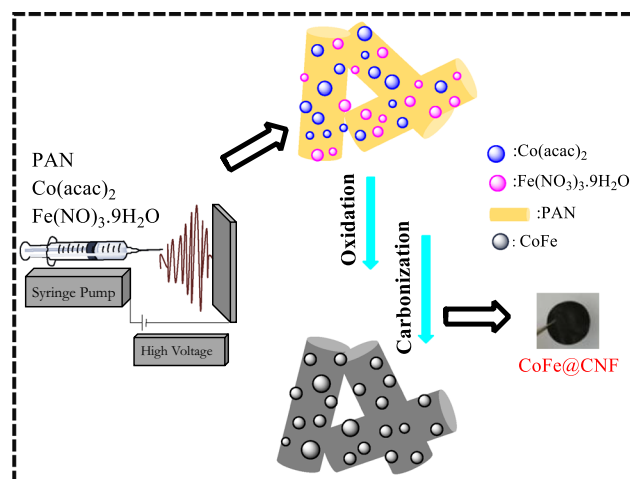 PAN
Co(acac)₂
Fe(NO)₃.9H₂O
Syringe Pump
High Voltage
Oxidation
Carbonization
:Co(acac)₂
:Fe(NO₃)₃.9H₂O
:PAN
: CoFe
CoFe@CNF